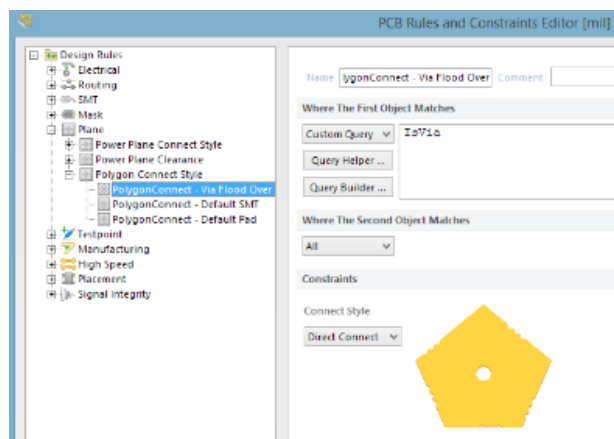 PCB Rules and Constraints Editor [mil]
Design Rules
Electrical
Routing
SMT
Mask
Plane
Power Plane Connect Style
Power Plane Clearance
Polygon Connect Style
PolygonConnect - Via Flood Over
PolygonConnect - Default SMT
PolygonConnect - Default Pad
Testpoint
Manufacturing
High Speed
Placement
Signal Integrity
Name lygonConnect - Via Flood Over Comment
Where The First Object Matches
Custom Query IsVia
Query Helper ...
Query Builder ...
Where The Second Object Matches
All
Constraints
Connect Style
Direct Connect